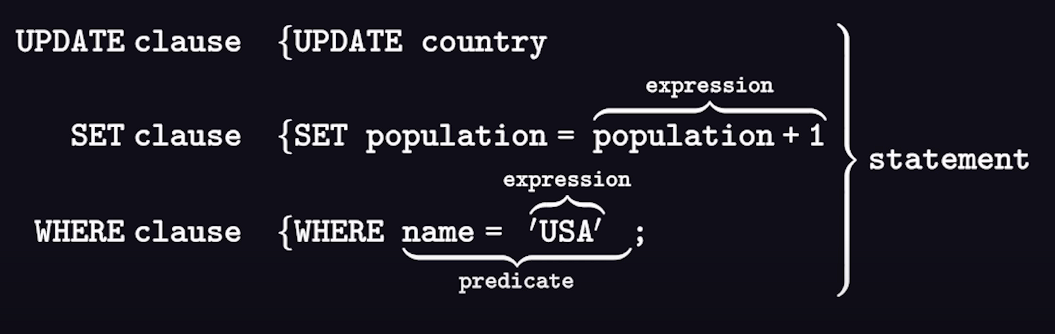 UPDATE clause {UPDATE country
expression
SET clause {SET population = population + 1
statement
expression
WHERE clause {WHERE name = 'USA' ;
predicate